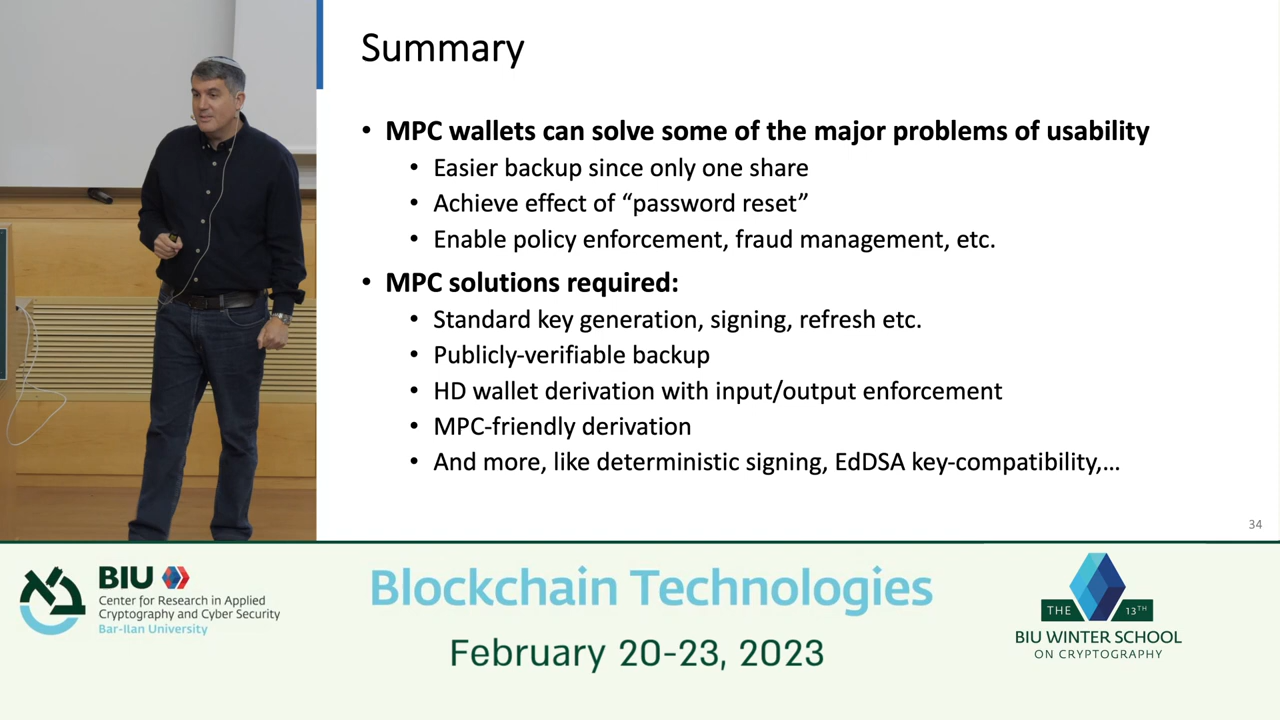 Summary
• MPC wallets can solve some of the major problems of usability
• Easier backup since only one share
• Achieve effect of “password reset”
• Enable policy enforcement, fraud management, etc.
• MPC solutions required:
• Standard key generation, signing, refresh etc.
• Publicly-verifiable backup
• HD wallet derivation with input/output enforcement
• MPC-friendly derivation
• And more, like deterministic signing, EdDSA key-compatibility,...
34
BIU
Center for Research in Applied
Cryptography and Cyber Security
Bar-Ilan University
Blockchain Technologies
February 20-23, 2023
THE 13TH
BIU WINTER SCHOOL
ON CRYPTOGRAPHY